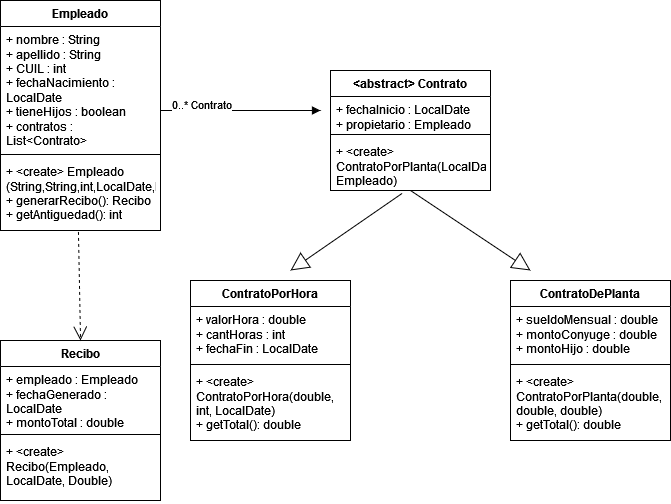 Empleado
+ nombre : String
+ apellido : String
+ CUIL : int
+ fechaNacimiento :
LocalDate
+ tieneHijos : boolean
+ contratos :
List<Contrato>
+ <create> Empleado
(String,String,int,LocalDate,
+ generarRecibo(): Recibo
+ getAntiguedad(): int
0..* Contrato
<abstract> Contrato
+ fechaInicio : LocalDate
+ propietario : Empleado
+ <create>
ContratoPorPlanta(LocalDa
Empleado)
ContratoPorHora
+ valorHora : double
+ cantHoras : int
+ fechaFin : LocalDate
+ <create>
ContratoPorHora(double,
int, LocalDate)
+ getTotal(): double
ContratoDePlanta
+ sueldoMensual : double
+ montoConyuge : double
+ montoHijo : double
+ <create>
ContratoPorPlanta(double,
double, double)
+ getTotal(): double
Recibo
+ empleado : Empleado
+ fechaGenerado :
LocalDate
+ montoTotal : double
+ <create>
Recibo(Empleado,
LocalDate, Double)